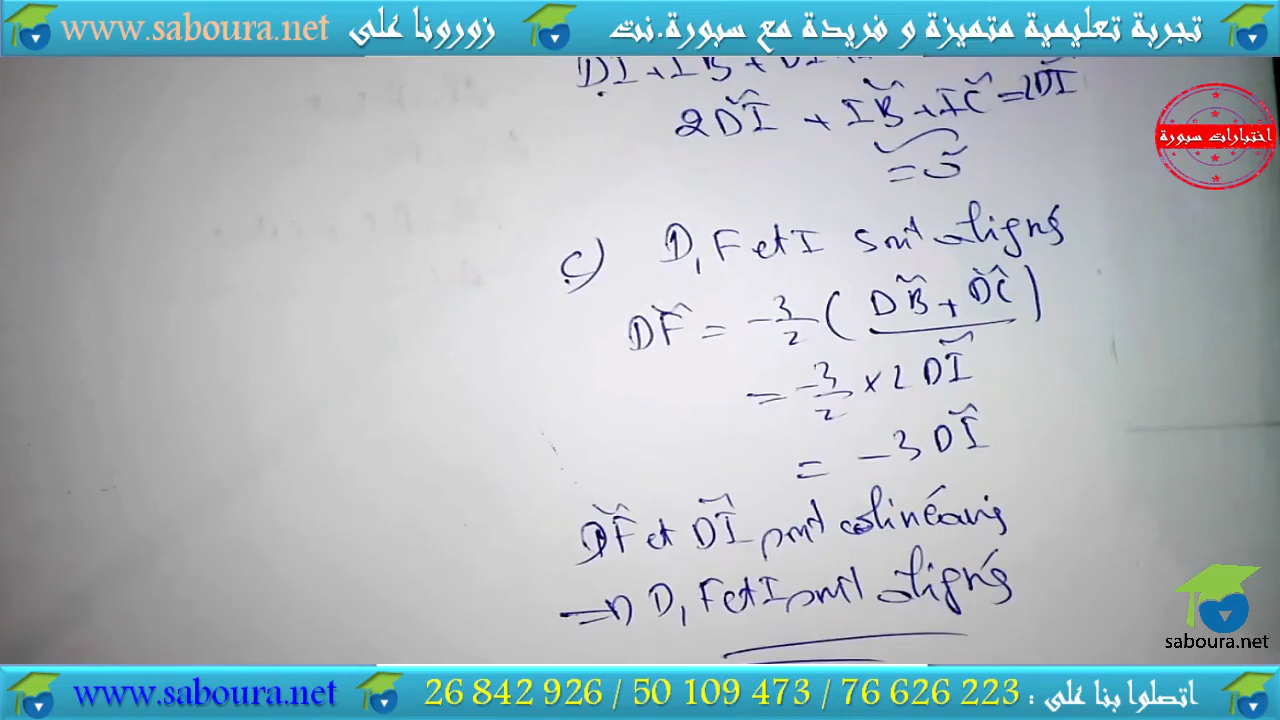 www.saboura.net زورونا على تجربة تعليمية متميزة و فريدة مع سبورة.نت
DI + IB + DI
2DI + IB + IC = 2DI
= 0
اختبارات سبورة
c) D, F et I sont alignés
DF = -3/2 (DB + DC)
= -3/2 × 2 DI
= -3 DI
DF et DI sont colinéaires
=> D, F et I sont alignés
saboura.net
www.saboura.net 26 842 926 / 50 109 473 / 76 626 223 : اتصلوا بنا على